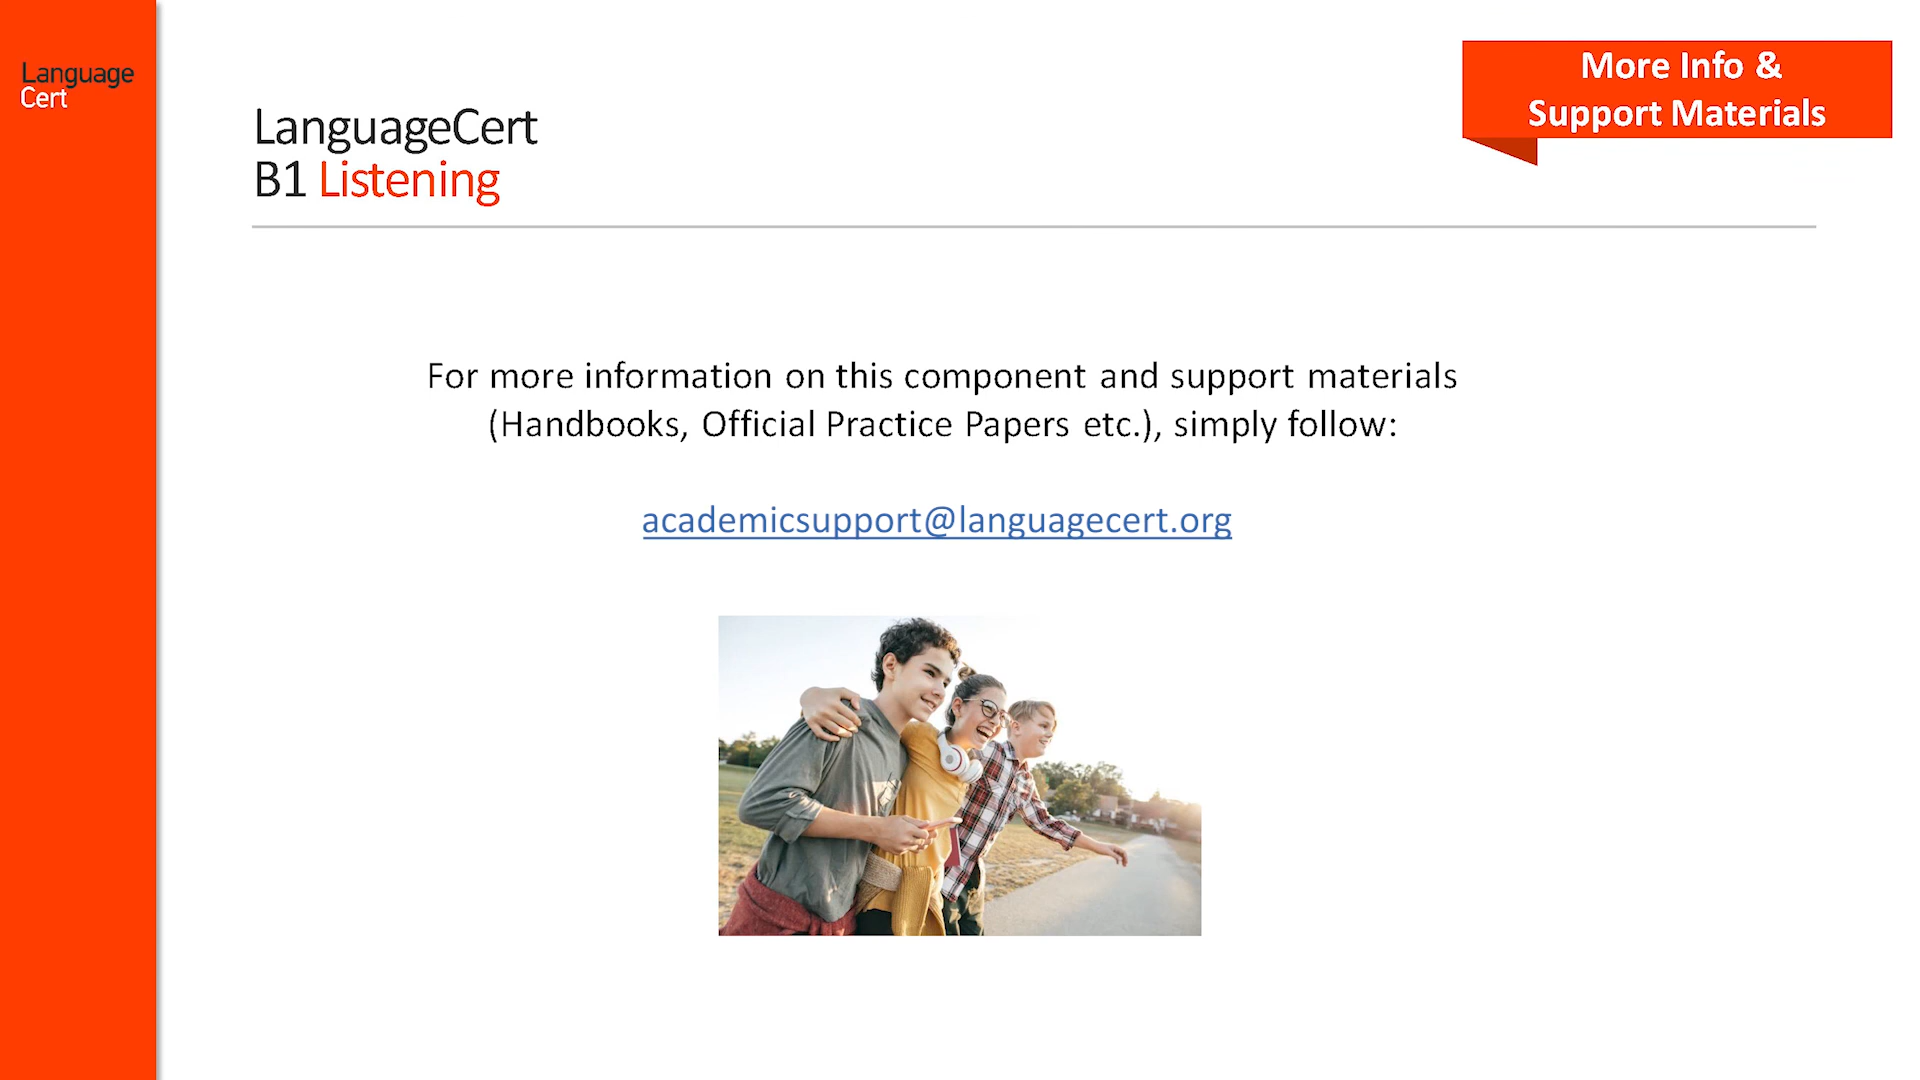 Language
Cert
LanguageCert
B1 Listening
More Info &
Support Materials
For more information on this component and support materials
(Handbooks, Official Practice Papers etc.), simply follow:
academicsupport@languagecert.org